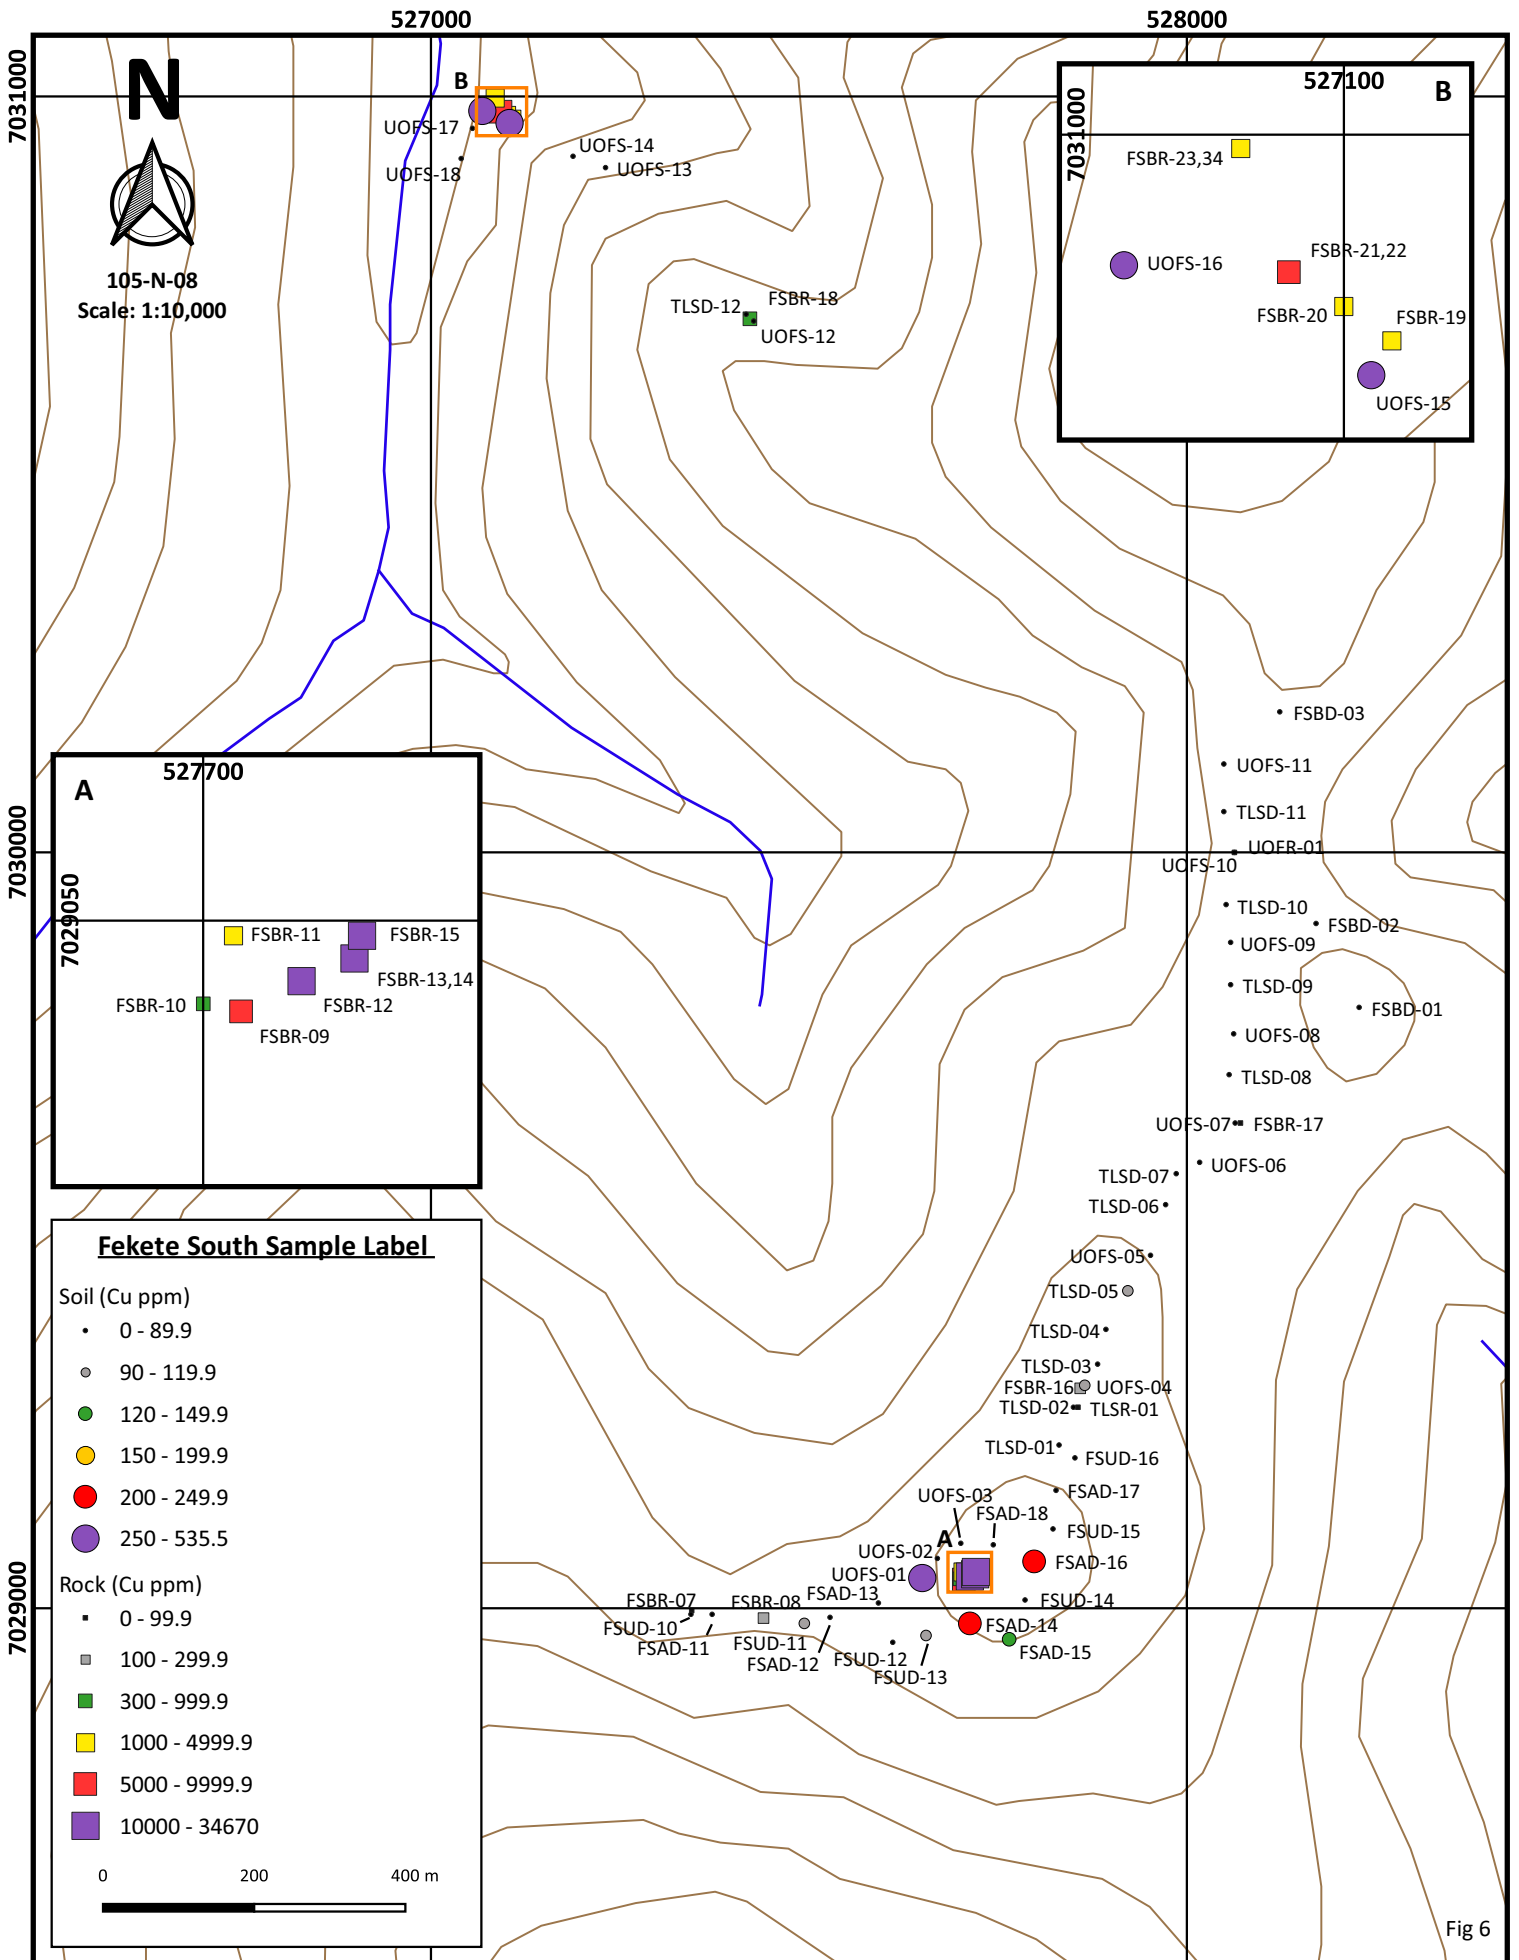 527000
528000
7031000
N
105-N-08
Scale: 1:10,000
B
UOFS-17
UOFS-18
UOFS-14
UOFS-13
TLSD-12
FSBR-18
UOFS-12
527100
B
7031000
FSBR-23,34
UOFS-16
FSBR-21,22
FSBR-20
FSBR-19
UOFS-15
FSBD-03
UOFS-11
TLSD-11
7030000
UOFR-01
UOFS-10
TLSD-10
FSBD-02
UOFS-09
TLSD-09
FSBD-01
UOFS-08
TLSD-08
UOFS-07
FSBR-17
UOFS-06
TLSD-07
TLSD-06
UOFS-05
TLSD-05
TLSD-04
TLSD-03
FSBR-16
UOFS-04
TLSD-02
TLSR-01
TLSD-01
FSUD-16
FSAD-17
UOFS-03
FSAD-18
FSUD-15
A
UOFS-02
FSAD-16
UOFS-01
FSAD-13
FSUD-14
7029000
FSBR-07
FSBR-08
FSUD-10
FSAD-11
FSUD-11
FSAD-12
FSUD-12
FSUD-13
FSAD-14
FSAD-15
527700
A
7029050
FSBR-11
FSBR-15
FSBR-13,14
FSBR-10
FSBR-12
FSBR-09
Fekete South Sample Label
Soil (Cu ppm)
0 - 89.9
90 - 119.9
120 - 149.9
150 - 199.9
200 - 249.9
250 - 535.5
Rock (Cu ppm)
0 - 99.9
100 - 299.9
300 - 999.9
1000 - 4999.9
5000 - 9999.9
10000 - 34670
0 200 400 m
Fig 6